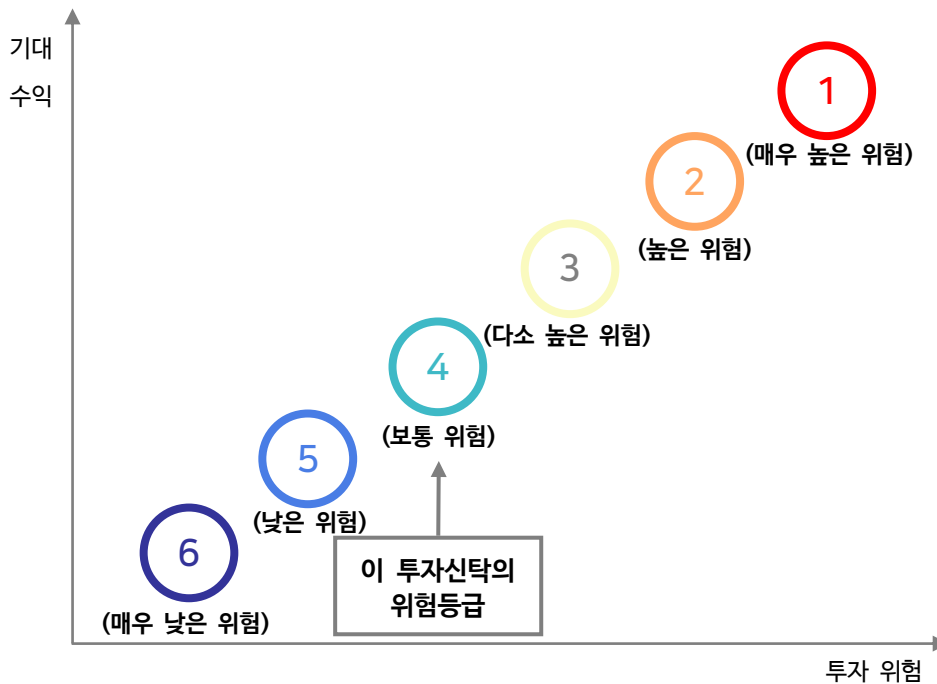 기대
수익
1
(매우 높은 위험)
2
(높은 위험)
3
(다소 높은 위험)
4
(보통 위험)
5
(낮은 위험)
6
(매우 낮은 위험)
이 투자신탁의
위험등급
투자 위험